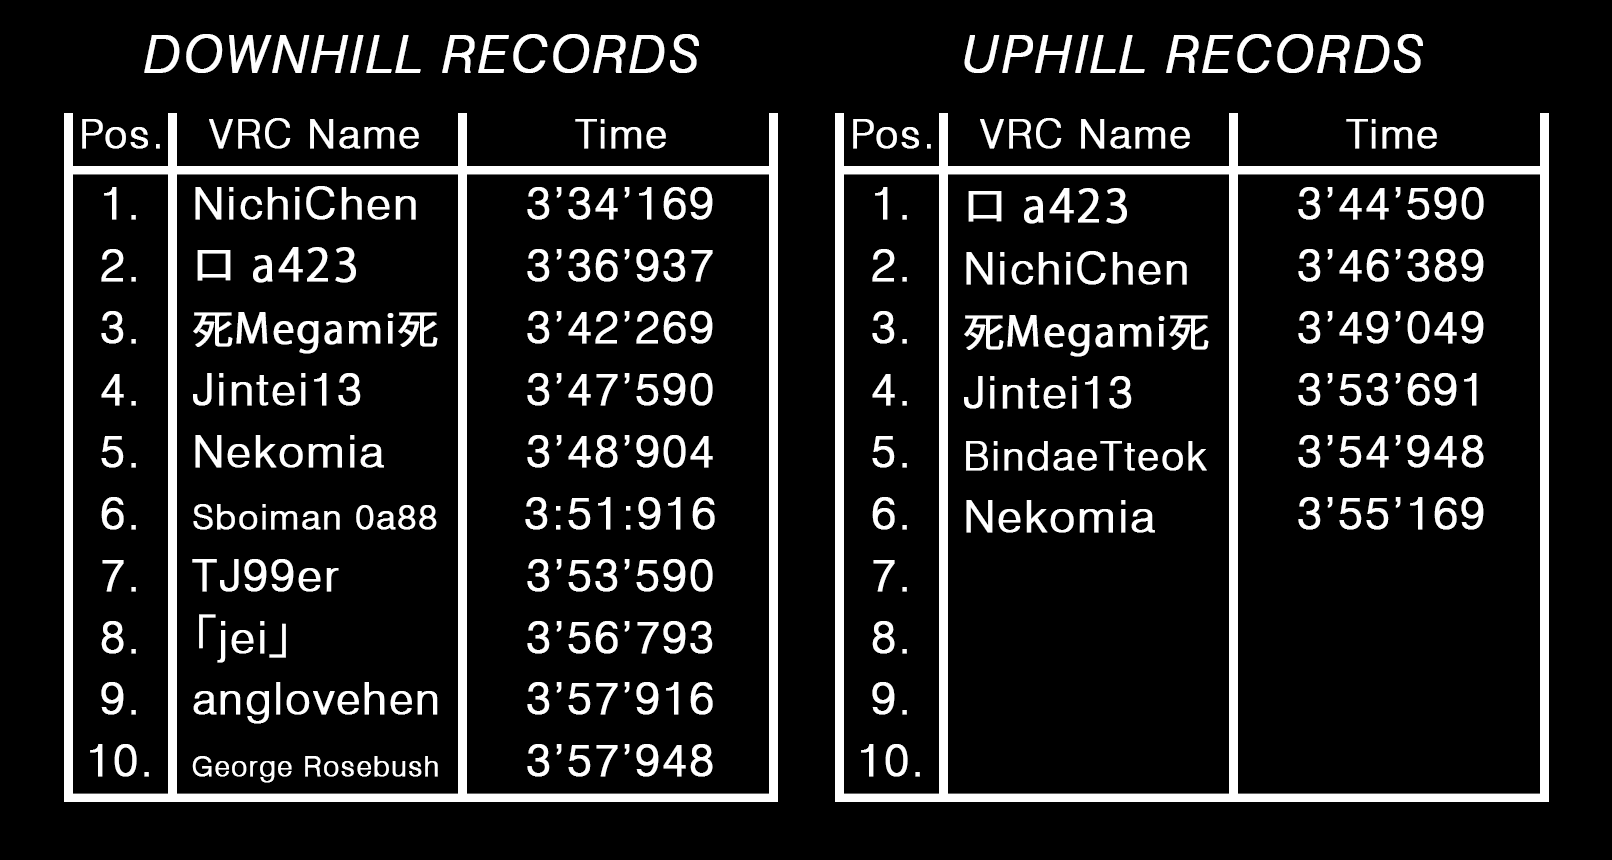 DOWNHILL RECORDS
Pos. VRC Name Time
1. NichiChen 3’34’169
2. 口 a423 3’36’937
3. 死Megami死 3’42’269
4. Jintei13 3’47’590
5. Nekomia 3’48’904
6. Sboiman 0a88 3:51:916
7. TJ99er 3’53’590
8. 「jei」 3’56’793
9. anglovehen 3’57’916
10. George Rosebush 3’57’948
UPHILL RECORDS
Pos. VRC Name Time
1. 口 a423 3’44’590
2. NichiChen 3’46’389
3. 死Megami死 3’49’049
4. Jintei13 3’53’691
5. BindaeTteok 3’54’948
6. Nekomia 3’55’169
7.
8.
9.
10.